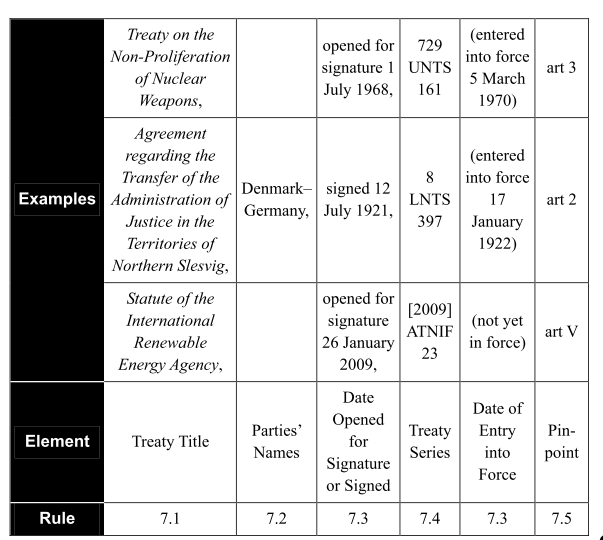 Treaty on the
Non-Proliferation
of Nuclear
Weapons,
opened for
signature 1
July 1968,
729
UNTS
161
(entered
into force
5 March
1970)
art 3
Examples
Agreement
regarding the
Transfer of the
Administration of
Justice in the
Territories of
Northern Slesvig,
Denmark–
Germany,
signed 12
July 1921,
8
LNTS
397
(entered
into force
17
January
1922)
art 2
Statute of the
International
Renewable
Energy Agency,
opened for
signature
26 January
2009,
[2009]
ATNIF
23
(not yet
in force)
art V
Element
Treaty Title
Parties’
Names
Date
Opened
for
Signature
or Signed
Treaty
Series
Date of
Entry
into
Force
Pin-
point
Rule
7.1
7.2
7.3
7.4
7.3
7.5